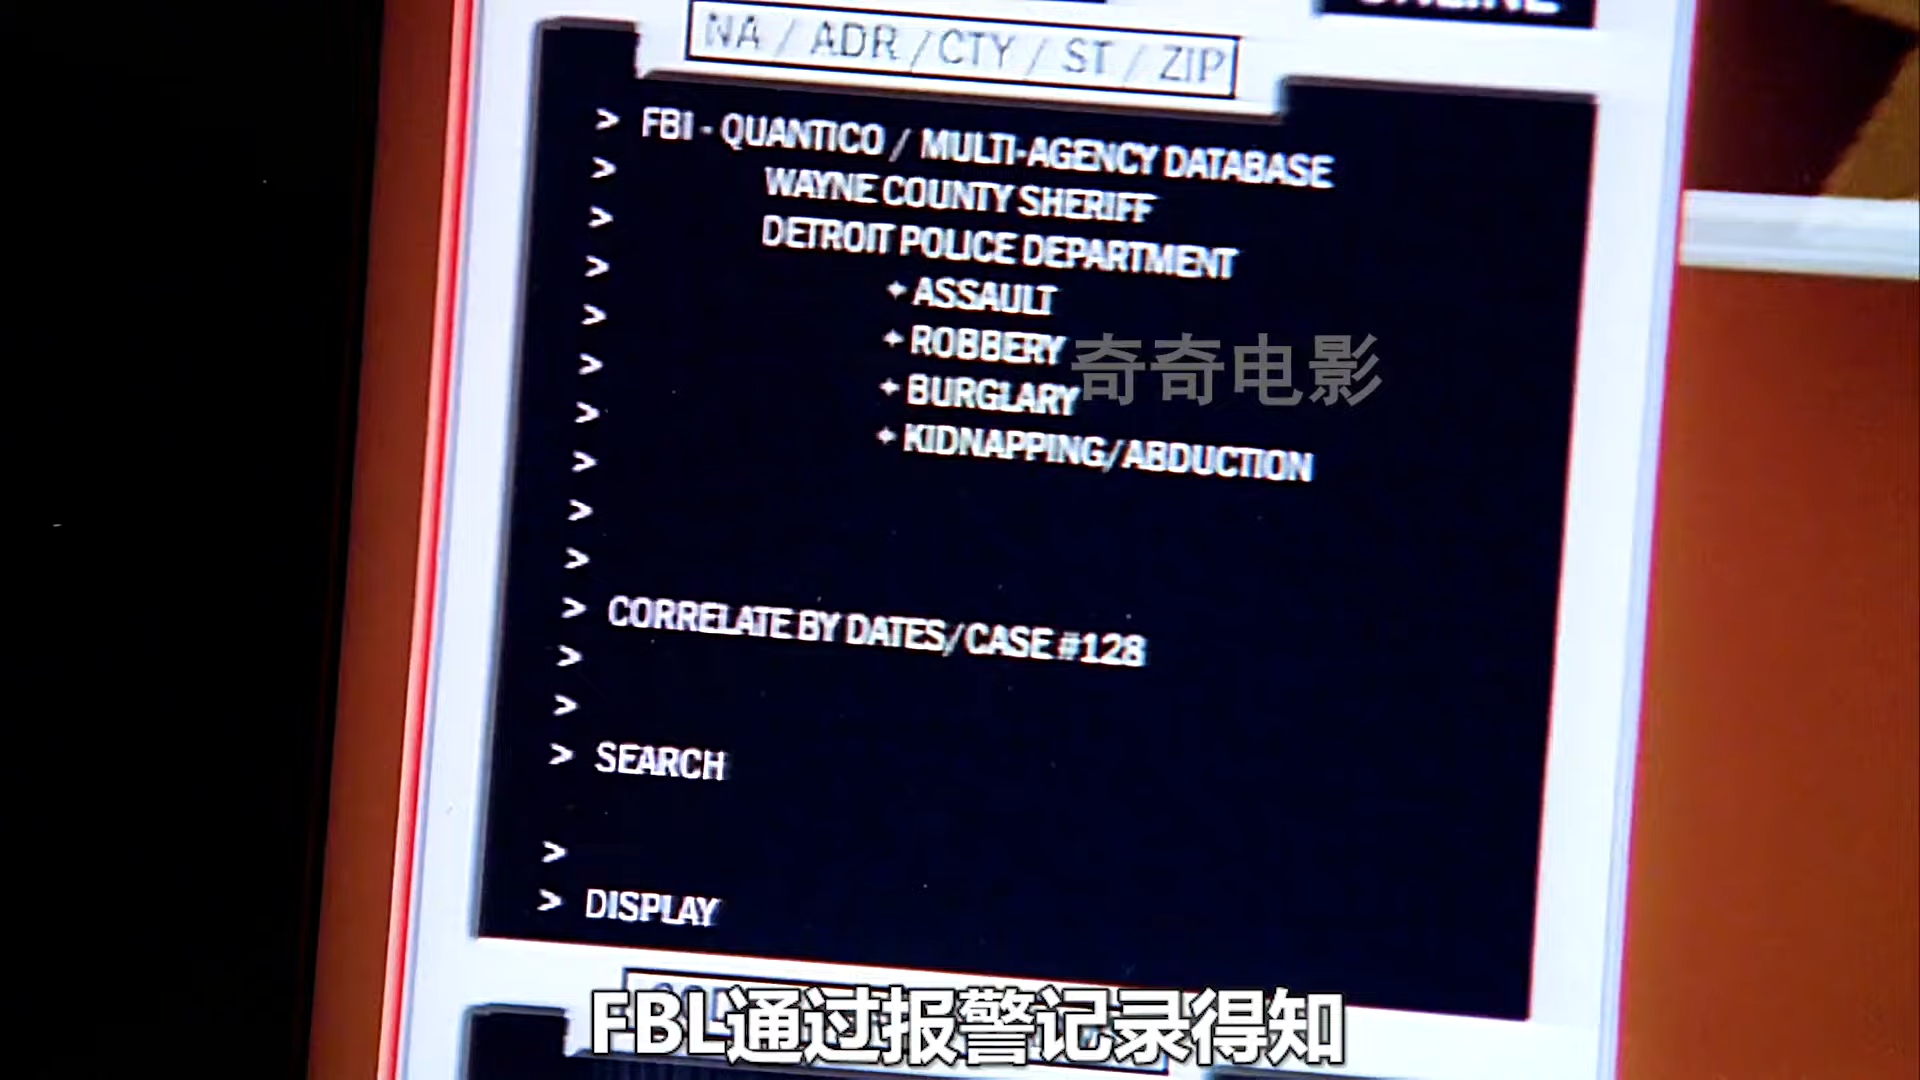 ONLINE
NA / ADR / CTY / ST / ZIP
> FBI - QUANTICO / MULTI-AGENCY DATABASE
> WAYNE COUNTY SHERIFF
> DETROIT POLICE DEPARTMENT
> + ASSAULT
> + ROBBERY
> + BURGLARY
> + KIDNAPPING/ABDUCTION
>
>
>
> CORRELATE BY DATES/CASE #128
>
>
> SEARCH
>
> DISPLAY
奇奇电影
FBL通过报警记录得知